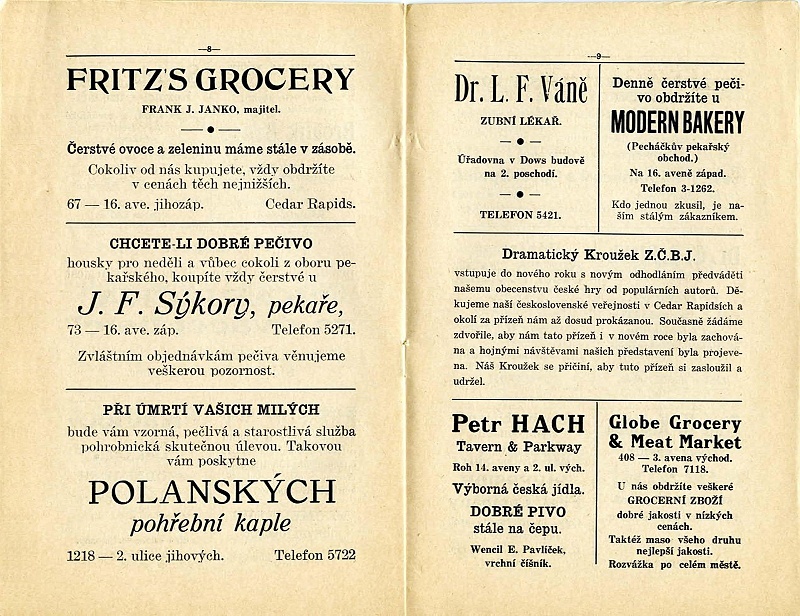 —8—
FRITZ'S GROCERY
FRANK J. JANKO, majitel.
Čerstvé ovoce a zeleninu máme stále v zásobě.
Cokoliv od nás kupujete, vždy obdržíte
v cenách těch nejnižších.
67 — 16. ave. jihozáp. Cedar Rapids.
CHCETE-LI DOBRÉ PEČIVO
housky pro neděli a vůbec cokoli z oboru pe-
kařského, koupíte vždy čerstvé u
J. F. Sýkory, pekaře,
73 — 16. ave. záp. Telefon 5271.
Zvláštním objednávkám pečiva věnujeme
veškerou pozornost.
PŘI ÚMRTÍ VAŠICH MILÝCH
bude vám vzorná, pečlivá a starostlivá služba
pohrobnická skutečnou úlevou. Takovou
vám poskytne
POLANSKÝCH
pohřební kaple
1218 — 2. ulice jihových. Telefon 5722
—9—
Dr. L. F. Váně
ZUBNÍ LÉKAŘ.
Úřadovna v Dows budově
na 2. poschodí.
TELEFON 5421.
Denně čerstvé peči-
vo obdržíte u
MODERN BAKERY
(Pecháčkův pekařský
obchod.)
Na 16. aveně západ.
Telefon 3-1262.
Kdo jednou zkusil, je na-
ším stálým zákazníkem.
Dramatický Kroužek Z.Č.B.J.
vstupuje do nového roku s novým odhodláním předváděti
našemu obecenstvu české hry od populárních autorů. Dě-
kujeme naší československé veřejnosti v Cedar Rapidsích a
okolí za přízeň nám až dosud prokázanou. Současně žádáme
zdvořile, aby nám tato přízeň i v novém roce byla zachová-
na a hojnými návštěvami našich představení byla projeve-
na. Náš Kroužek se přičiní, aby tuto přízeň si zasloužil a
udržel.
Petr HACH
Tavern & Parkway
Roh 14. aveny a 2. ul. vých.
Výborná česká jídla.
DOBRÉ PIVO
stále na čepu.
Wencil E. Pavlíček,
vrchní číšník.
Globe Grocery
& Meat Market
408 — 3. avena východ.
Telefon 7118.
U nás obdržíte veškeré
GROCERNÍ ZBOŽÍ
dobré jakosti v nízkých
cenách.
Taktéž maso všeho druhu
nejlepší jakosti.
Rozvážka po celém městě.